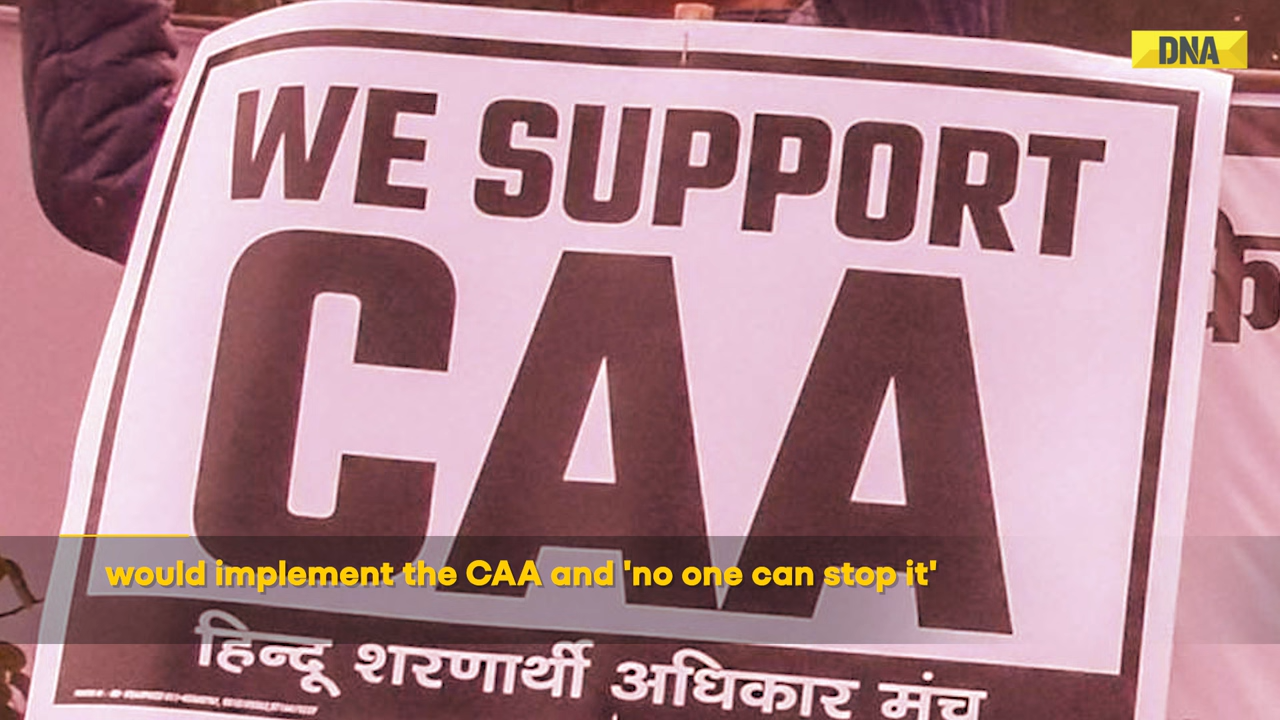 DNA
WE SUPPORT
CAA
would implement the CAA and 'no one can stop it'
हिन्दू शरणार्थी अधिकार मंच